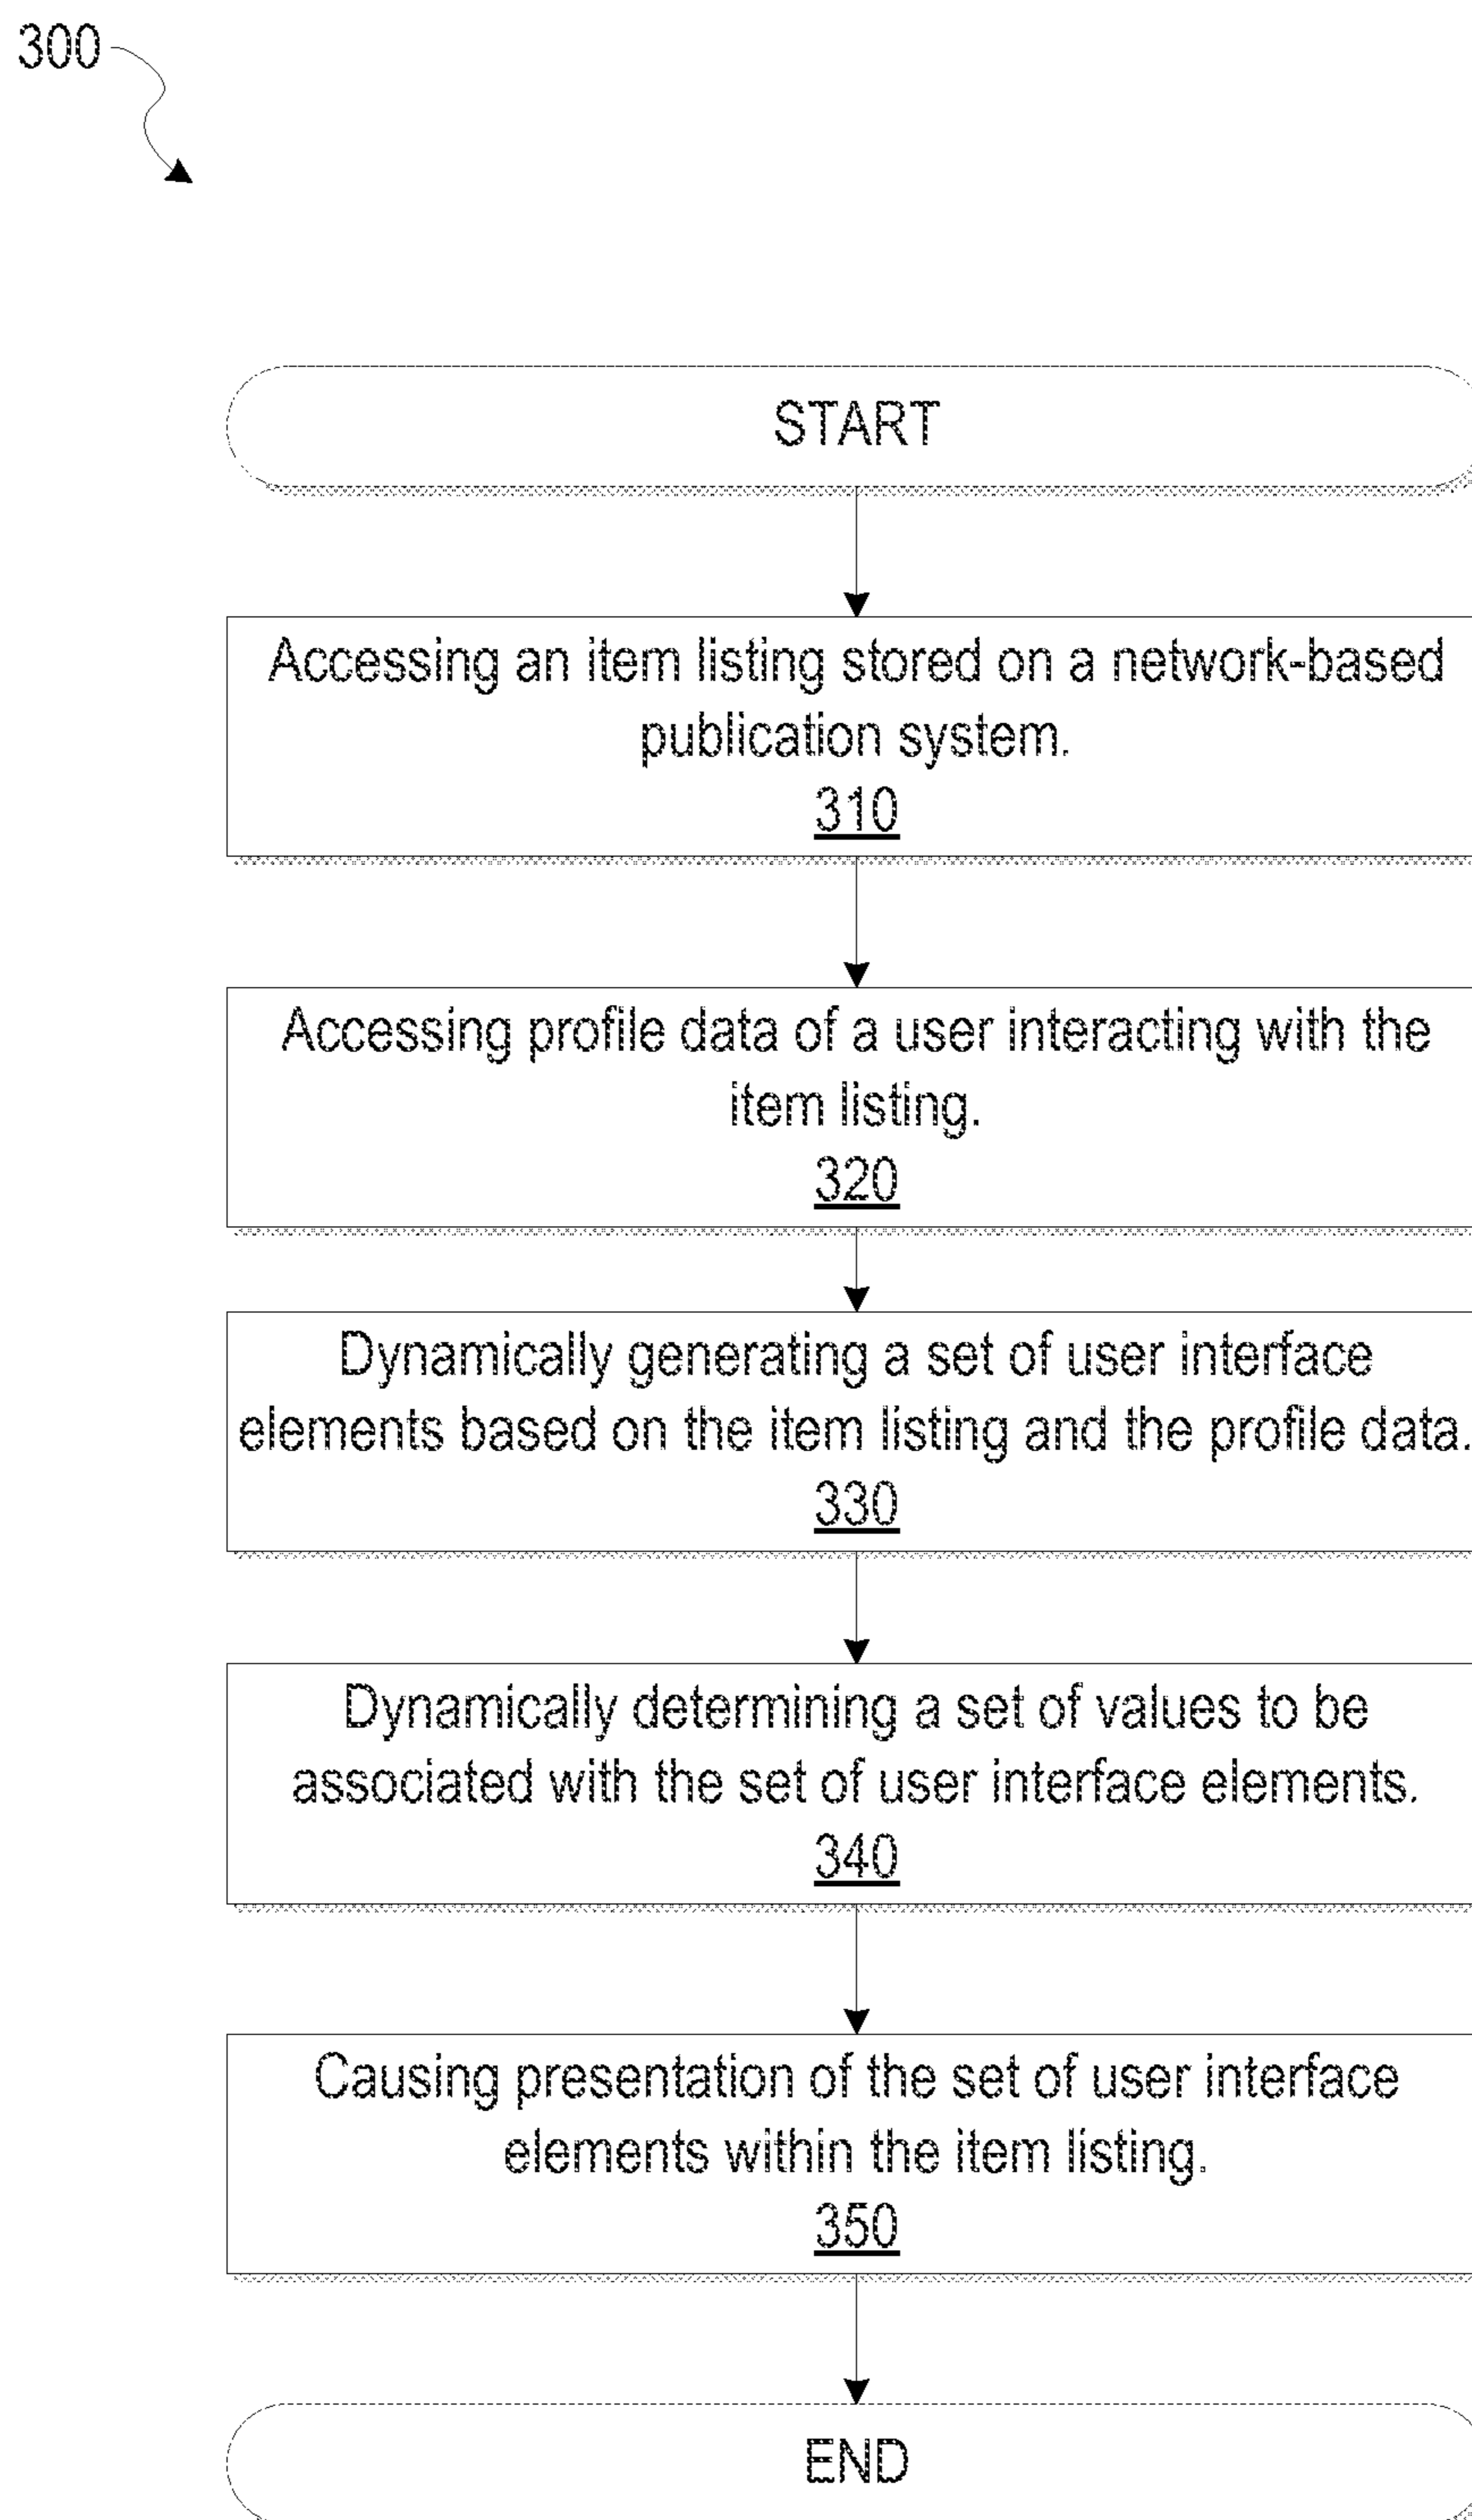 300
START
Accessing an item listing stored on a network-based
publication system.
310
Accessing profile data of a user interacting with the
item listing.
320
Dynamically generating a set of user interface
elements based on the item listing and the profile data.
330
Dynamically determining a set of values to be
associated with the set of user interface elements.
340
Causing presentation of the set of user interface
elements within the item listing.
350
END